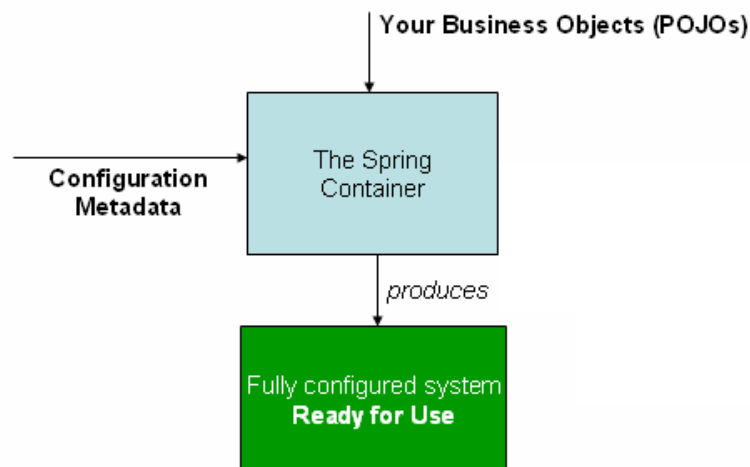 Your Business Objects (POJOs)
The Spring
Container
Configuration
Metadata
produces
Fully configured system
Ready for Use